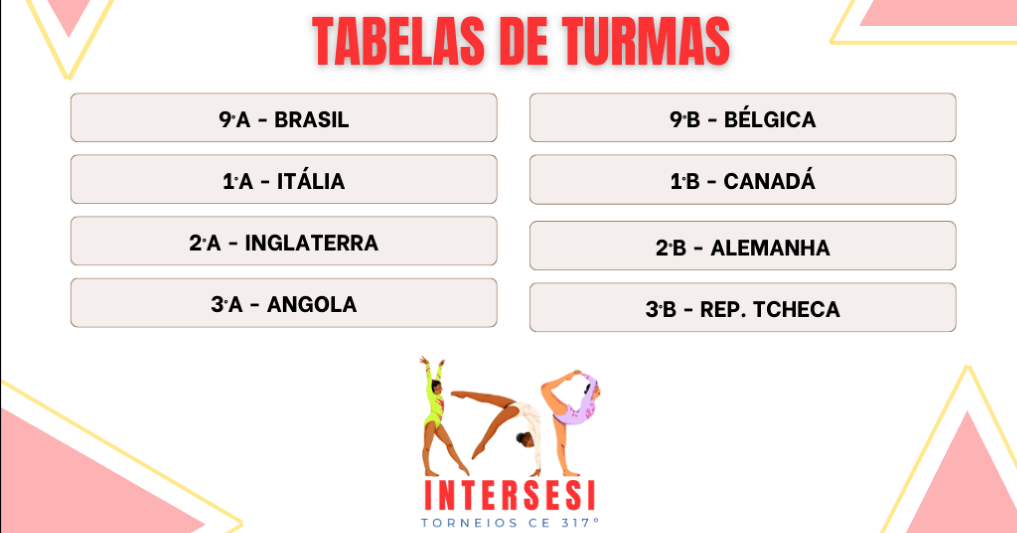 TABELAS DE TURMAS
9ªA - BRASIL
9ªB - BÉLGICA
1ªA - ITÁLIA
1ªB - CANADÁ
2ªA - INGLATERRA
2ªB - ALEMANHA
3ªA - ANGOLA
3ªB - REP. TCHECA
INTERSESI
TORNEIOS CE 317º